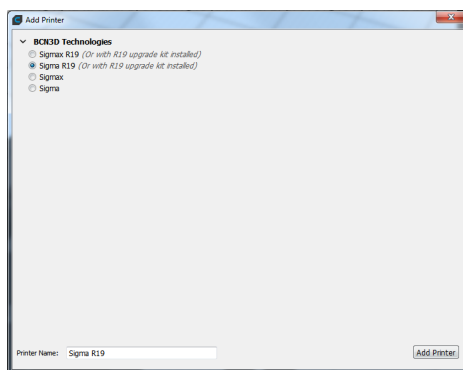 Add Printer
BCN3D Technologies
Sigmax R19 (Or with R19 upgrade kit installed)
Sigma R19 (Or with R19 upgrade kit installed)
Sigmax
Sigma
Printer Name: Sigma R19 Add Printer